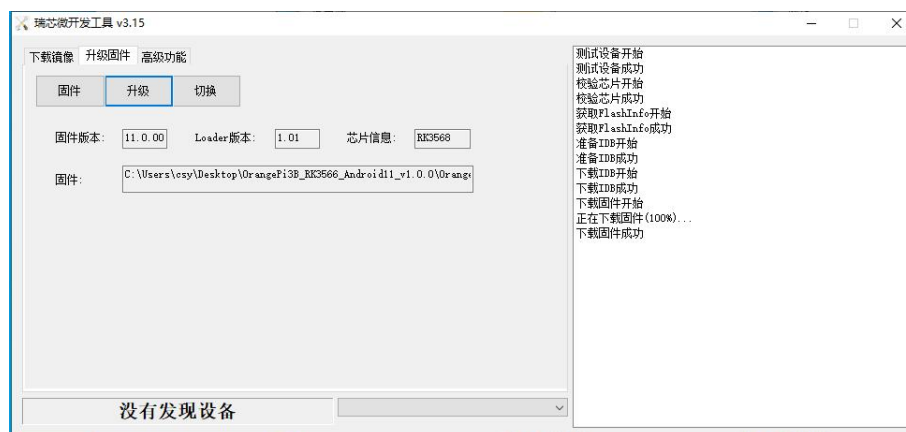 瑞芯微开发工具 v3.15
下载镜像 升级固件 高级功能
固件 升级 切换
固件版本: 11.0.00 Loader版本: 1.01 芯片信息: RK3568
固件: C:\Users\csy\Desktop\OrangePi3B_RK3566_Android11_v1.0.0\Orange
没有发现设备
测试设备开始
测试设备成功
校验芯片开始
校验芯片成功
获取FlashInfo开始
获取FlashInfo成功
准备IDB开始
准备IDB成功
下载IDB开始
下载IDB成功
下载固件开始
正在下载固件(100%)...
下载固件成功